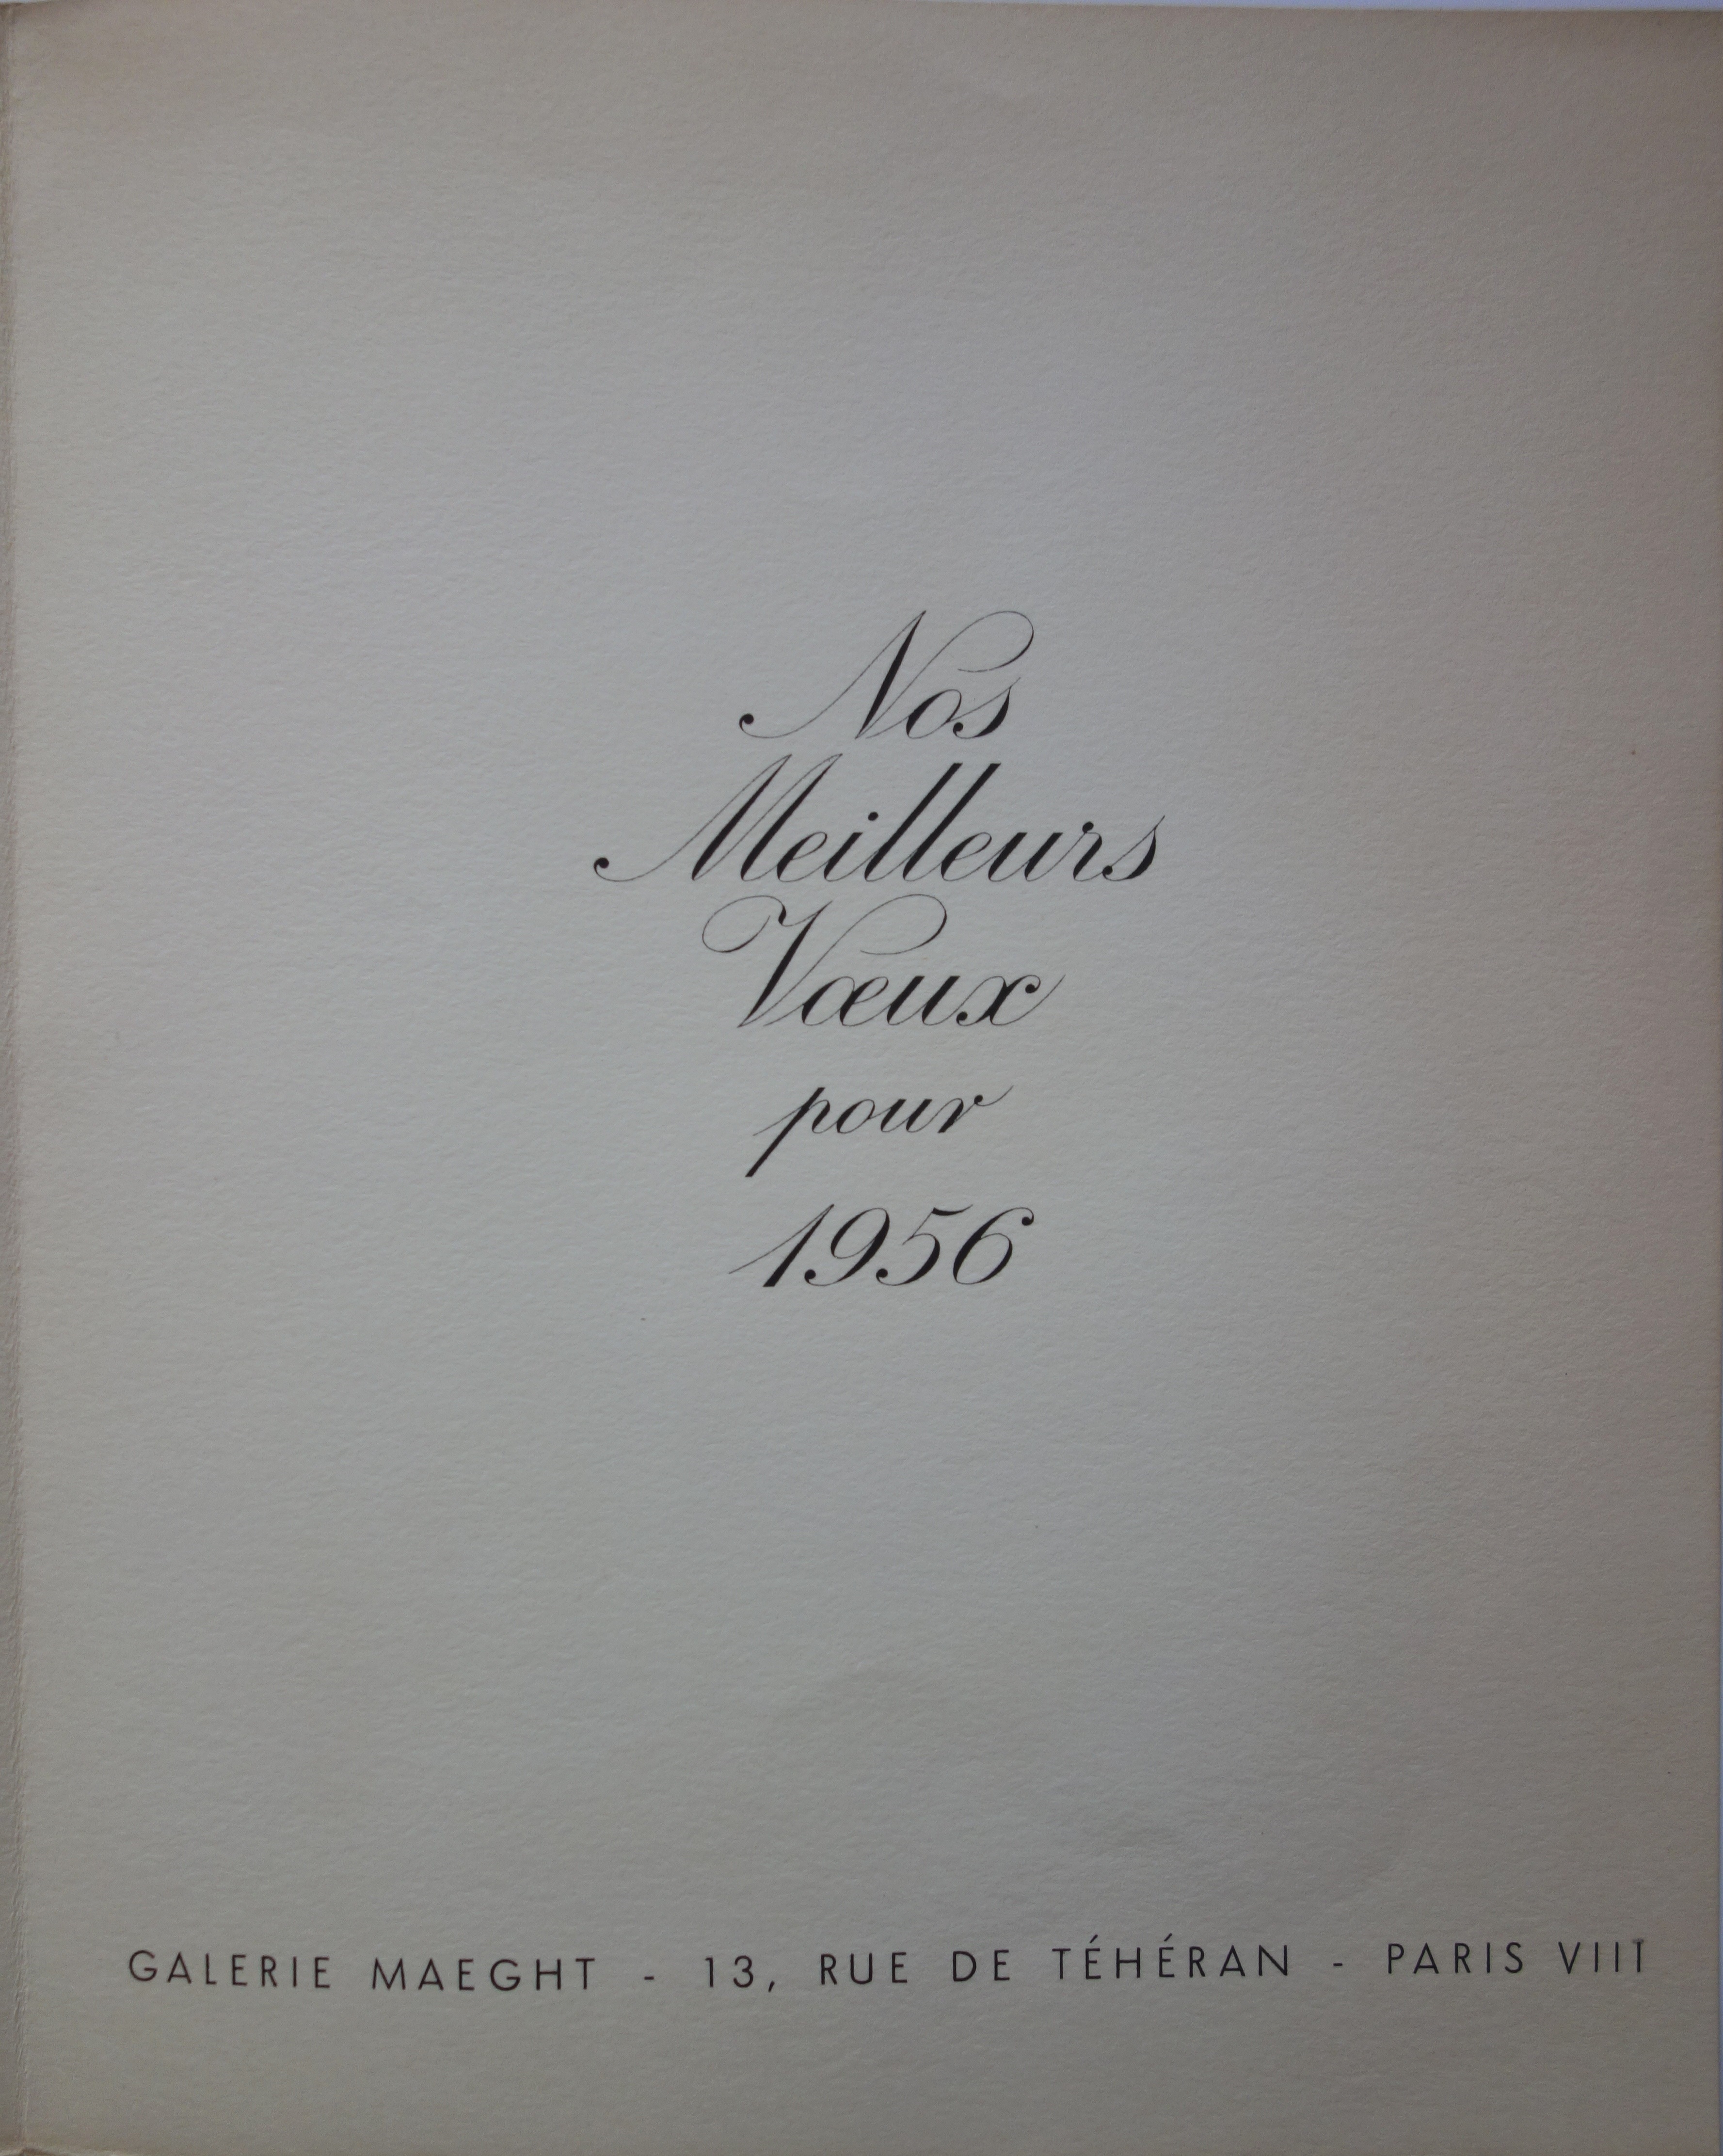 Nos
Meilleurs
Vœux
pour
1956
GALERIE MAEGHT - 13, RUE DE TÉHÉRAN - PARIS VIII